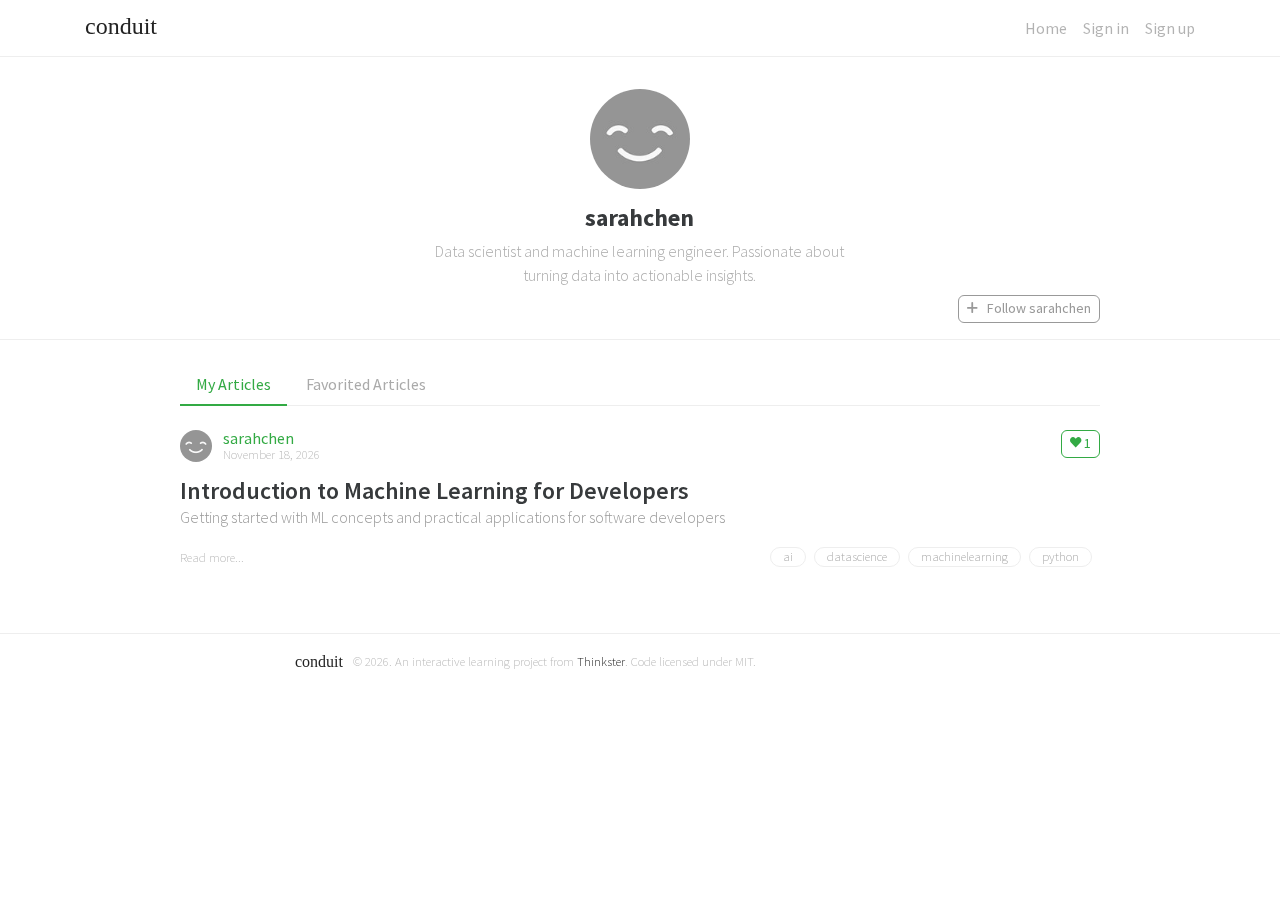 conduit
Home Sign in Sign up
sarahchen
Data scientist and machine learning engineer. Passionate about
turning data into actionable insights.
Follow sarahchen
My Articles Favorited Articles
sarahchen
November 18, 2026
1
Introduction to Machine Learning for Developers
Getting started with ML concepts and practical applications for software developers
Read more...
ai datascience machinelearning python
conduit © 2026. An interactive learning project from Thinkster. Code licensed under MIT.